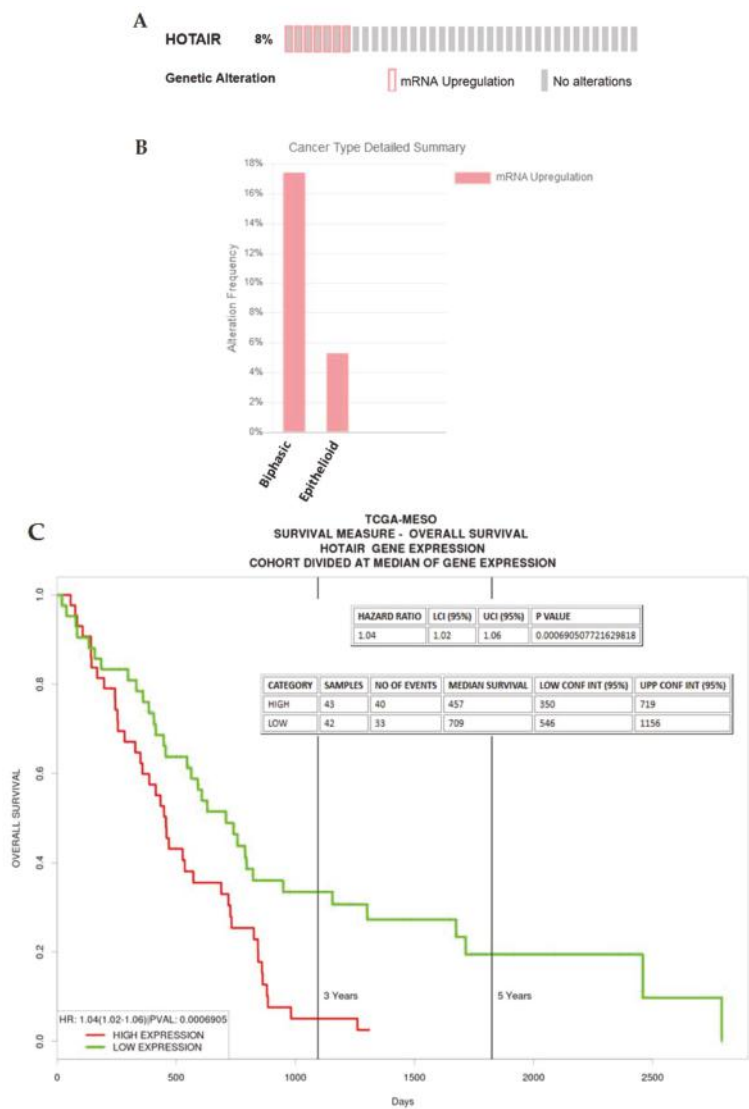 A
HOTAIR 8%
Genetic Alteration mRNA Upregulation No alterations
B
Cancer Type Detailed Summary
mRNA Upregulation
Alteration Frequency
18%
16%
14%
12%
10%
8%
6%
4%
2%
0%
Biphasic
Epithelioid
C
TCGA-MESO
SURVIVAL MEASURE - OVERALL SURVIVAL
HOTAIR GENE EXPRESSION
COHORT DIVIDED AT MEDIAN OF GENE EXPRESSION
HAZARD RATIO LCI (95%) UCI (95%) P VALUE
1.04 1.02 1.06 0.000690507721629818
CATEGORY SAMPLES NO OF EVENTS MEDIAN SURVIVAL LOW CONF INT (95%) UPP CONF INT (95%)
HIGH 43 40 457 350 719
LOW 42 33 709 546 1156
OVERALL SURVIVAL
1.0
0.8
0.6
0.4
0.2
0.0
3 Years
5 Years
HR: 1.04(1.02-1.06)|PVAL: 0.0006905
HIGH EXPRESSION
LOW EXPRESSION
0 500 1000 1500 2000 2500
Days